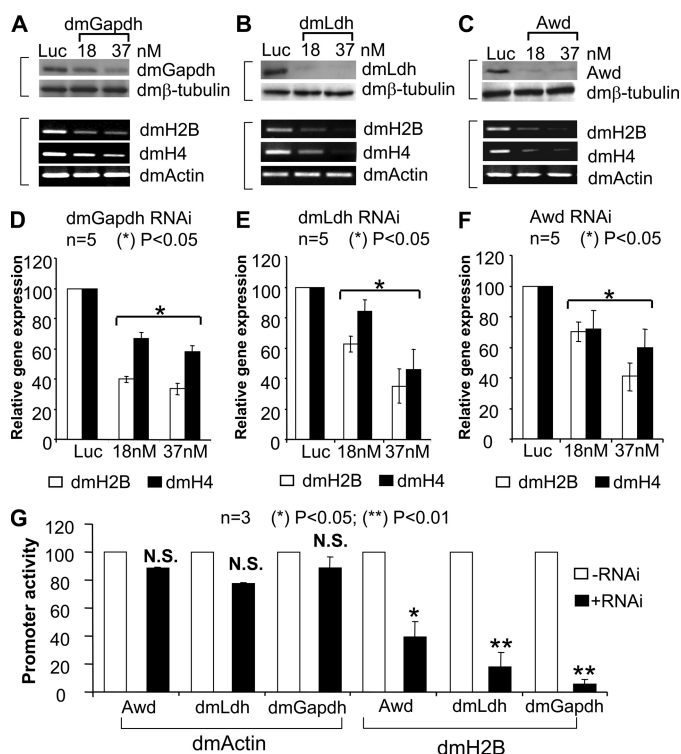 A
dmGapdh
Luc 18 37 nM
dmGapdh
dmβ-tubulin
dmH2B
dmH4
dmActin
B
dmLdh
Luc 18 37 nM
dmLdh
dmβ-tubulin
dmH2B
dmH4
dmActin
C
Awd
Luc 18 37 nM
Awd
dmβ-tubulin
dmH2B
dmH4
dmActin
D
dmGapdh RNAi
n=5 (*) P<0.05
Relative gene expression
120
100
80
60
40
20
0
*
Luc 18nM 37nM
dmH2B dmH4
E
dmLdh RNAi
n=5 (*) P<0.05
Relative gene expression
120
100
80
60
40
20
0
*
Luc 18nM 37nM
dmH2B dmH4
F
Awd RNAi
n=5 (*) P<0.05
Relative gene expression
120
100
80
60
40
20
0
*
Luc 18nM 37nM
dmH2B dmH4
G
n=3 (*) P<0.05; (**) P<0.01
Promoter activity
120
100
80
60
40
20
0
N.S. N.S. N.S. * ** **
-RNAi
+RNAi
Awd dmLdh dmGapdh Awd dmLdh dmGapdh
dmActin dmH2B